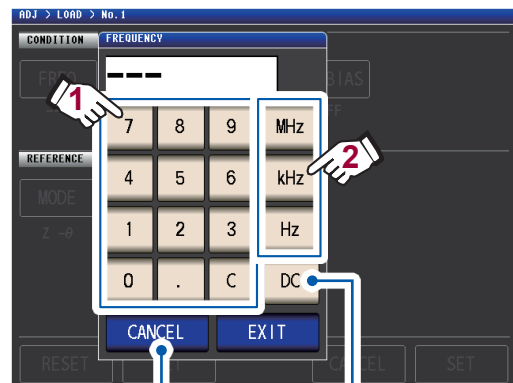 ADJ > LOAD > No.1
CONDITION
FREQUENCY
FREQ
---
BIAS
OFF
1
7 8 9 MHz
2
REFERENCE
4 5 6 kHz
MODE
1 2 3 Hz
Z -θ
0 . C DC
CANCEL EXIT
RESET CANCEL SET